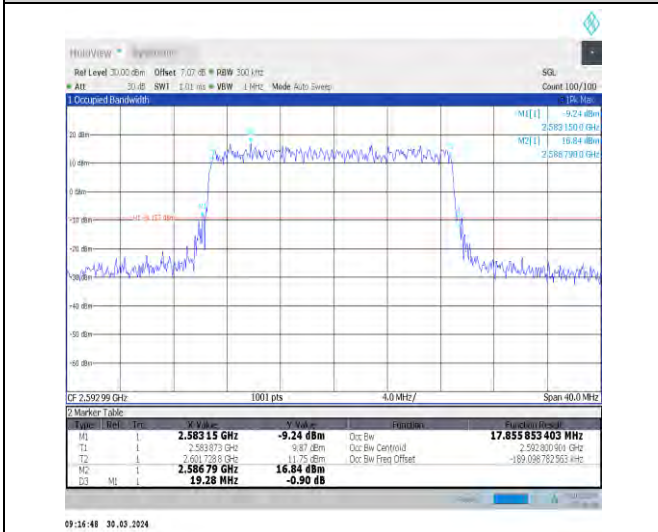 MultiView Spectrum
Ref Level 30.00 dBm Offset 7.07 dB RBW 300 kHz SGL
Att 30 dB SWT 1.01 ms VBW 1 MHz Mode Auto Sweep Count 100/100
1 Occupied Bandwidth 1Pk Max
M1[1] -9.24 dBm
2.583150 0 GHz
M2[1] 16.84 dBm
2.586790 0 GHz
20 dBm
10 dBm
0 dBm
-10 dBm
-20 dBm
-30 dBm
-40 dBm
-50 dBm
-60 dBm
CF 2.592 99 GHz 1001 pts 4.0 MHz/ Span 40.0 MHz
2 Marker Table
Type Ref Trc X-Value Y-Value Function Function Result
M1 1 2.583 15 GHz -9.24 dBm Occ Bw 17.855 853 403 MHz
T1 1 2.583873 GHz 9.87 dBm Occ Bw Centroid 2.592 800 901 GHz
T2 1 2.601 728 8 GHz 11.75 dBm Occ Bw Freq Offset -189.098 782 563 kHz
M2 1 2.586 79 GHz 16.84 dBm
D3 M1 1 19.28 MHz -0.90 dB
09:16:48 30.03.2024